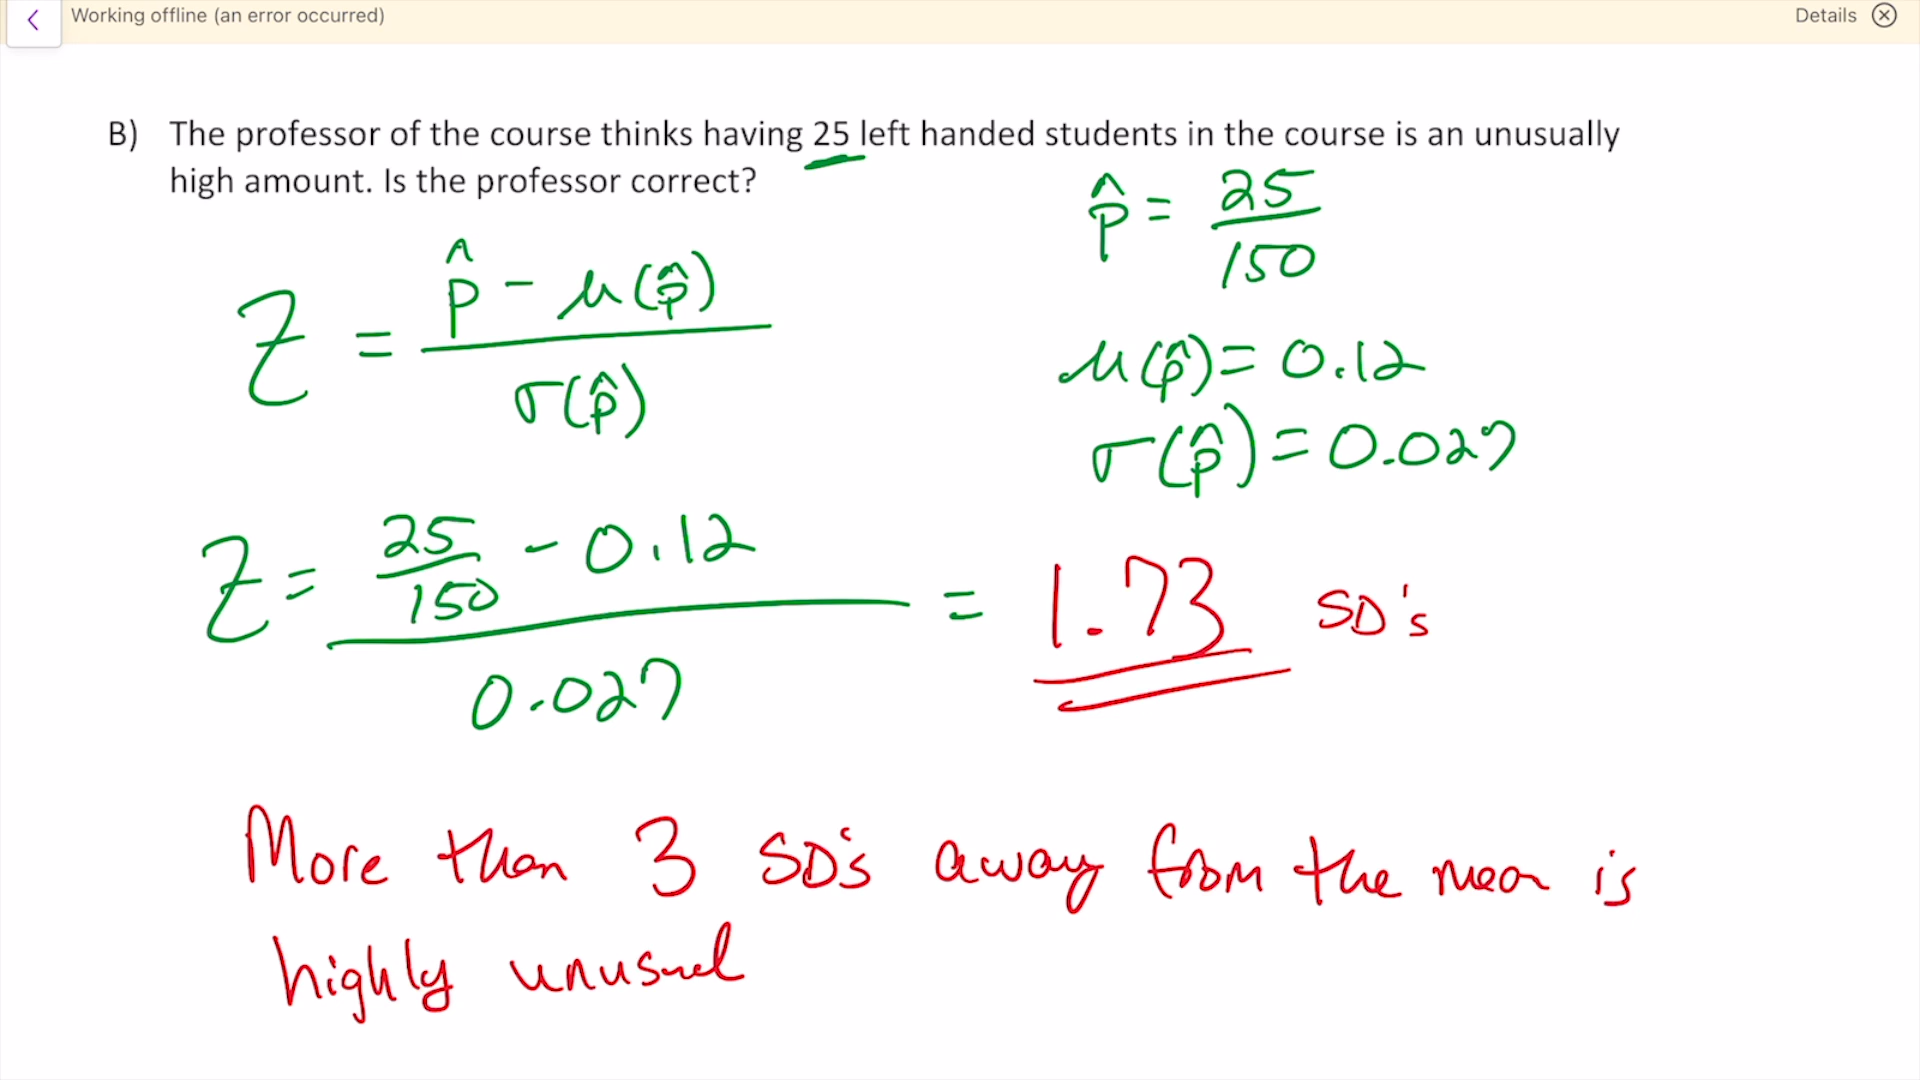 Working offline (an error occurred)
Details
B) The professor of the course thinks having 25 left handed students in the course is an unusually
high amount. Is the professor correct?
p̂ = 25/150
Z = (p̂ - μ(p̂))/σ(p̂)
μ(p̂) = 0.12
σ(p̂) = 0.027
Z = (25/150 - 0.12)/0.027 = 1.73 SD's
More than 3 SD's away from the mean is
highly unusual